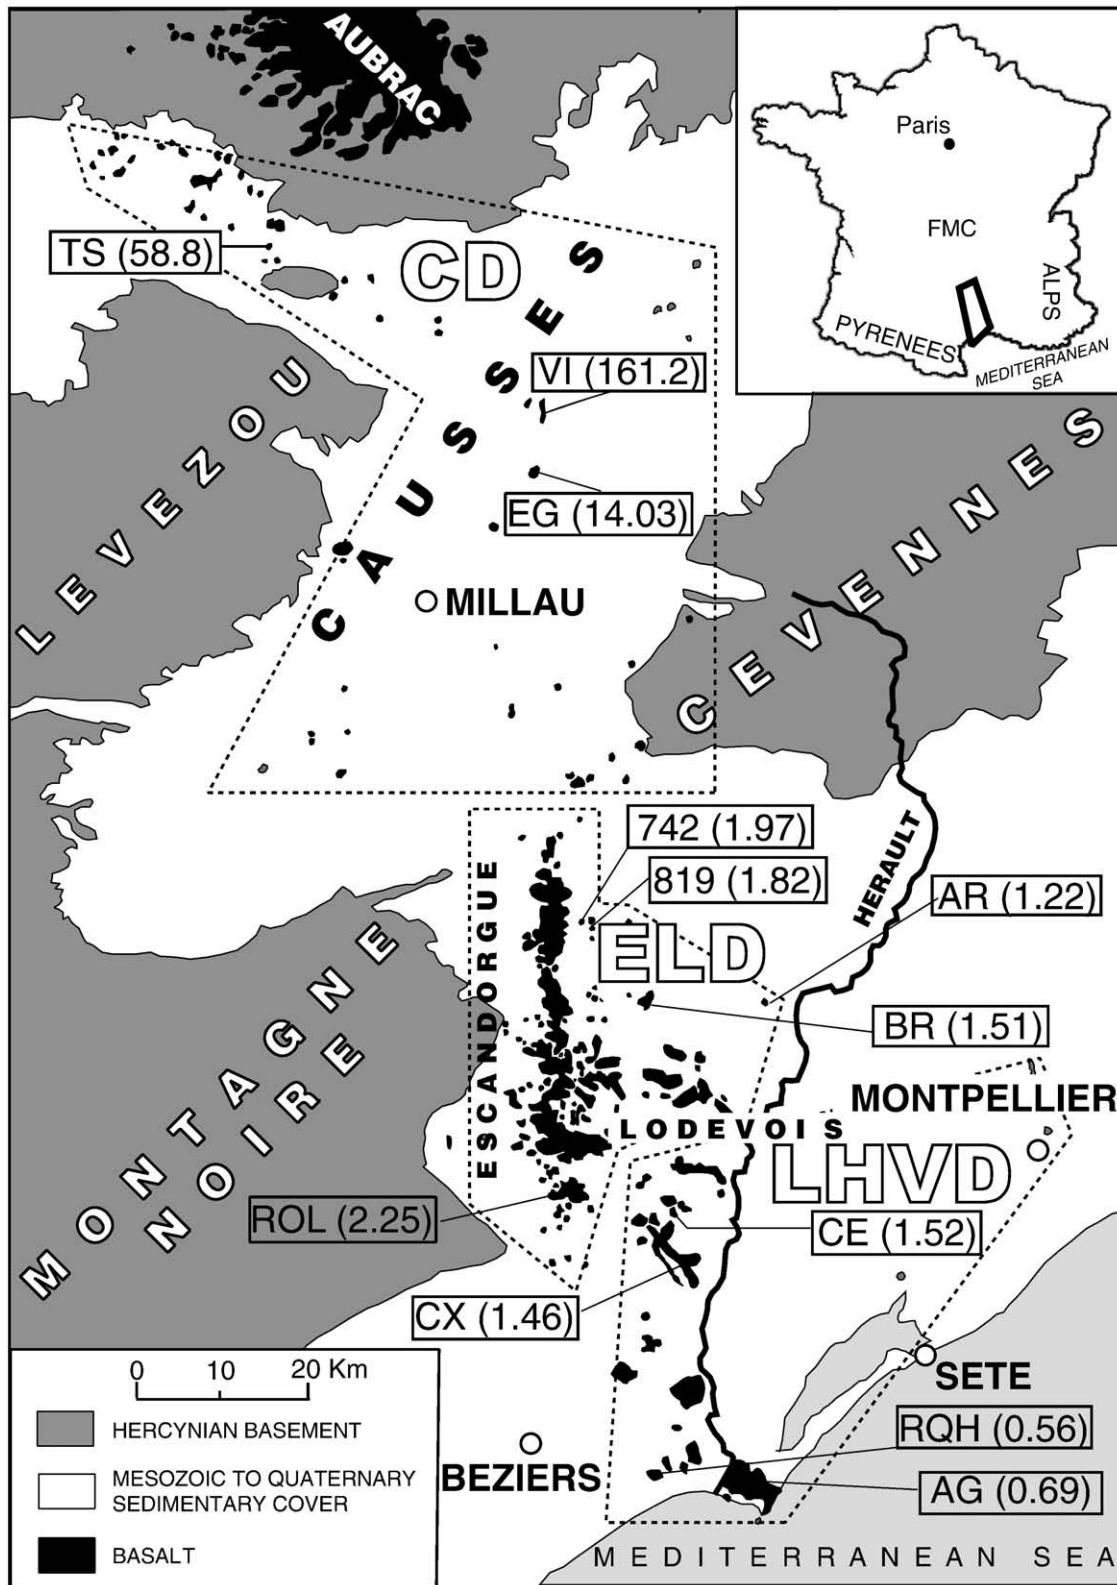 AUBRAC
Paris
FMC
ALPS
PYRENEES
MEDITERRANEAN
SEA
TS (58.8)
CD
CAUSSES
VI (161.2)
LEVEZOU
EG (14.03)
CEVENNES
MILLAU
742 (1.97)
819 (1.82)
HERAULT
AR (1.22)
ESCANDORGUE
ELD
BR (1.51)
MONTAGNE
NOIRE
MONTPELLIER
LODEVOIS
LHVD
ROL (2.25)
CE (1.52)
CX (1.46)
SETE
RQH (0.56)
BEZIERS
AG (0.69)
MEDITERRANEAN SEA
0 10 20 Km
HERCYNIAN BASEMENT
MESOZOIC TO QUATERNARY
SEDIMENTARY COVER
BASALT